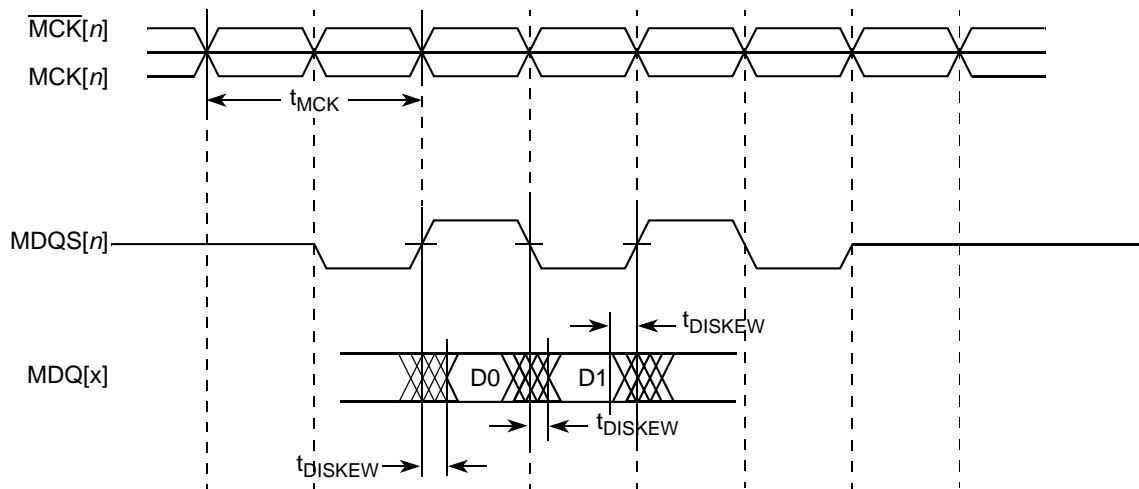 MCK[n]
MCK[n]
tMCK
MDQS[n]
tDISKEW
MDQ[x]
D0
D1
tDISKEW
tDISKEW